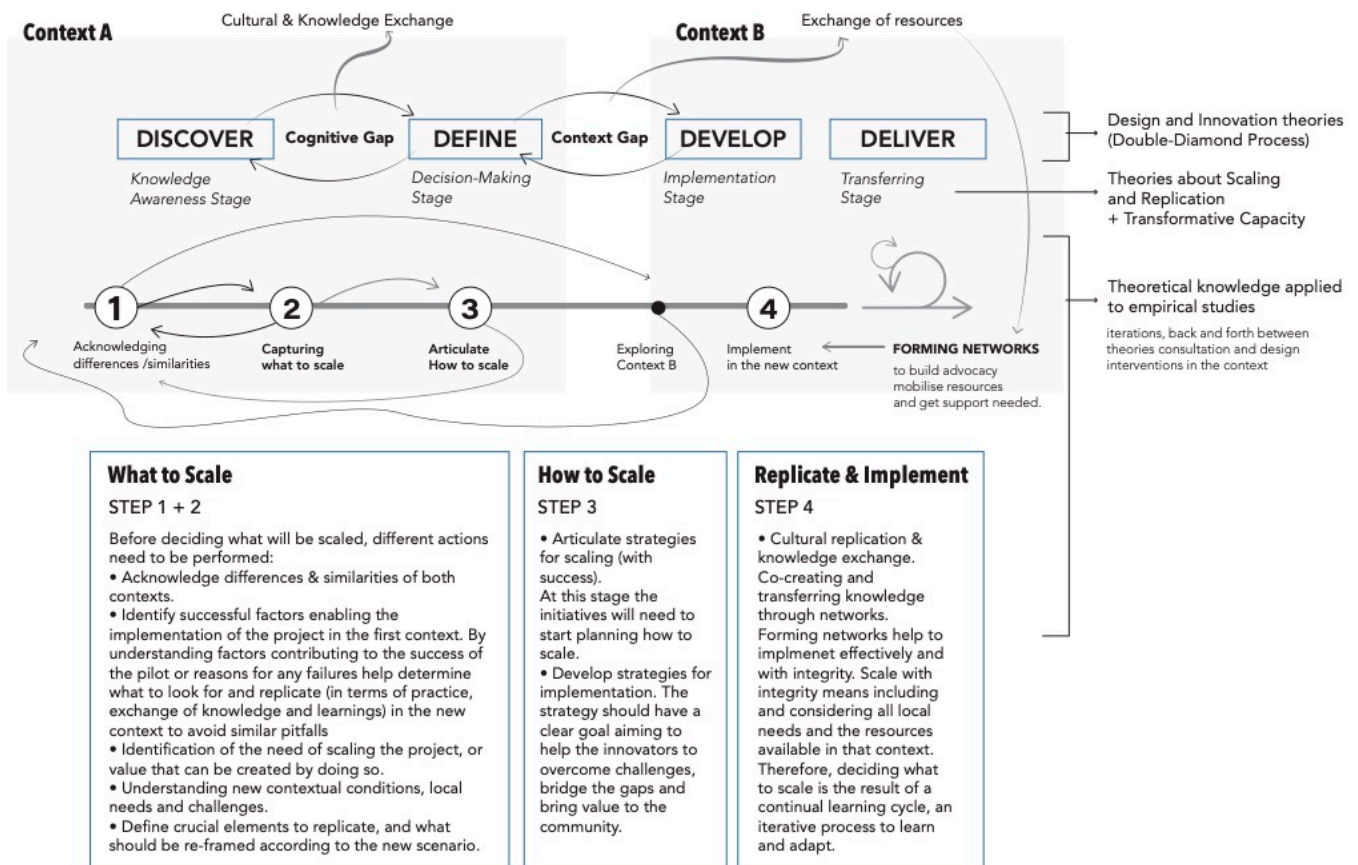 Cultural & Knowledge Exchange
Exchange of resources
Context A
Context B
DISCOVER
Cognitive Gap
DEFINE
Context Gap
DEVELOP
DELIVER
Design and Innovation theories
(Double-Diamond Process)
Knowledge
Awareness Stage
Decision-Making
Stage
Implementation
Stage
Transferring
Stage
Theories about Scaling
and Replication
+ Transformative Capacity
1
2
3
4
Theoretical knowledge applied
to empirical studies
iterations, back and forth between
theories consultation and design
interventions in the context
Acknowledging
differences /similarities
Capturing
what to scale
Articulate
How to scale
Exploring
Context B
Implement
in the new context
FORMING NETWORKS
to build advocacy
mobilise resources
and get support needed.
What to Scale
STEP 1 + 2
Before deciding what will be scaled, different actions
need to be performed:
• Acknowledge differences & similarities of both
contexts.
• Identify successful factors enabling the
implementation of the project in the first context. By
understanding factors contributing to the success of
the pilot or reasons for any failures help determine
what to look for and replicate (in terms of practice,
exchange of knowledge and learnings) in the new
context to avoid similar pitfalls
• Identification of the need of scaling the project, or
value that can be created by doing so.
• Understanding new contextual conditions, local
needs and challenges.
• Define crucial elements to replicate, and what
should be re-framed according to the new scenario.
How to Scale
STEP 3
• Articulate strategies
for scaling (with
success).
At this stage the
initiatives will need to
start planning how to
scale.
• Develop strategies for
implementation. The
strategy should have a
clear goal aiming to
help the innovators to
overcome challenges,
bridge the gaps and
bring value to the
community.
Replicate & Implement
STEP 4
• Cultural replication &
knowledge exchange.
Co-creating and
transferring knowledge
through networks.
Forming networks help to
implmenet effectively and
with integrity. Scale with
integrity means including
and considering all local
needs and the resources
available in that context.
Therefore, deciding what
to scale is the result of a
continual learning cycle, an
iterative process to learn
and adapt.